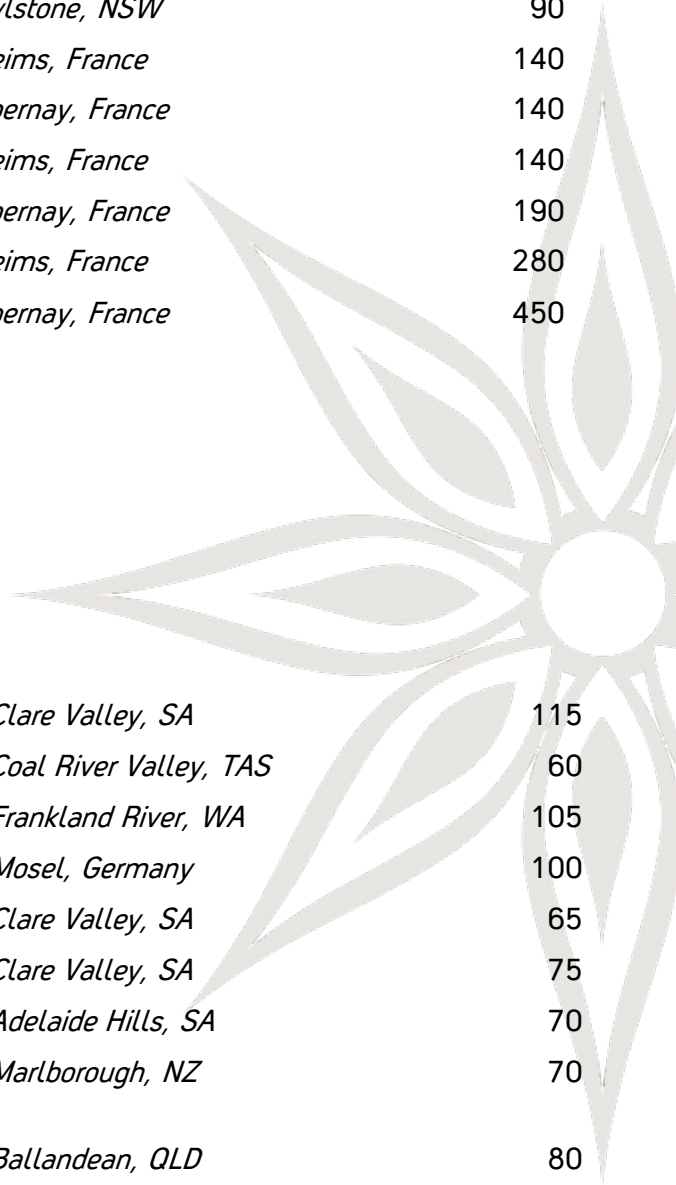 ylstone, NSW 90
eims, France 140
pernay, France 140
eims, France 140
pernay, France 190
eims, France 280
pernay, France 450
Clare Valley, SA 115
Coal River Valley, TAS 60
Frankland River, WA 105
Mosel, Germany 100
Clare Valley, SA 65
Clare Valley, SA 75
Adelaide Hills, SA 70
Marlborough, NZ 70
Ballandean, QLD 80